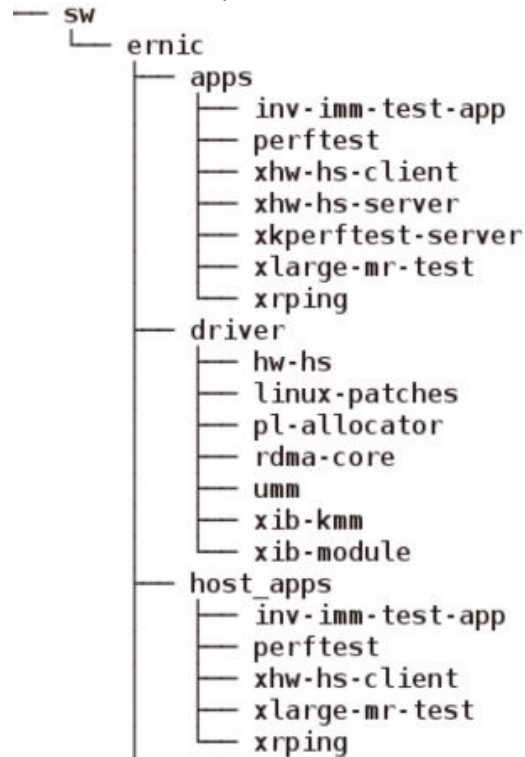 sw
ernic
apps
inv-imm-test-app
perftest
xhw-hs-client
xhw-hs-server
xkperftest-server
xlarge-mr-test
xrping
driver
hw-hs
linux-patches
pl-allocator
rdma-core
umm
xib-kmm
xib-module
host_apps
inv-imm-test-app
perftest
xhw-hs-client
xlarge-mr-test
xrping